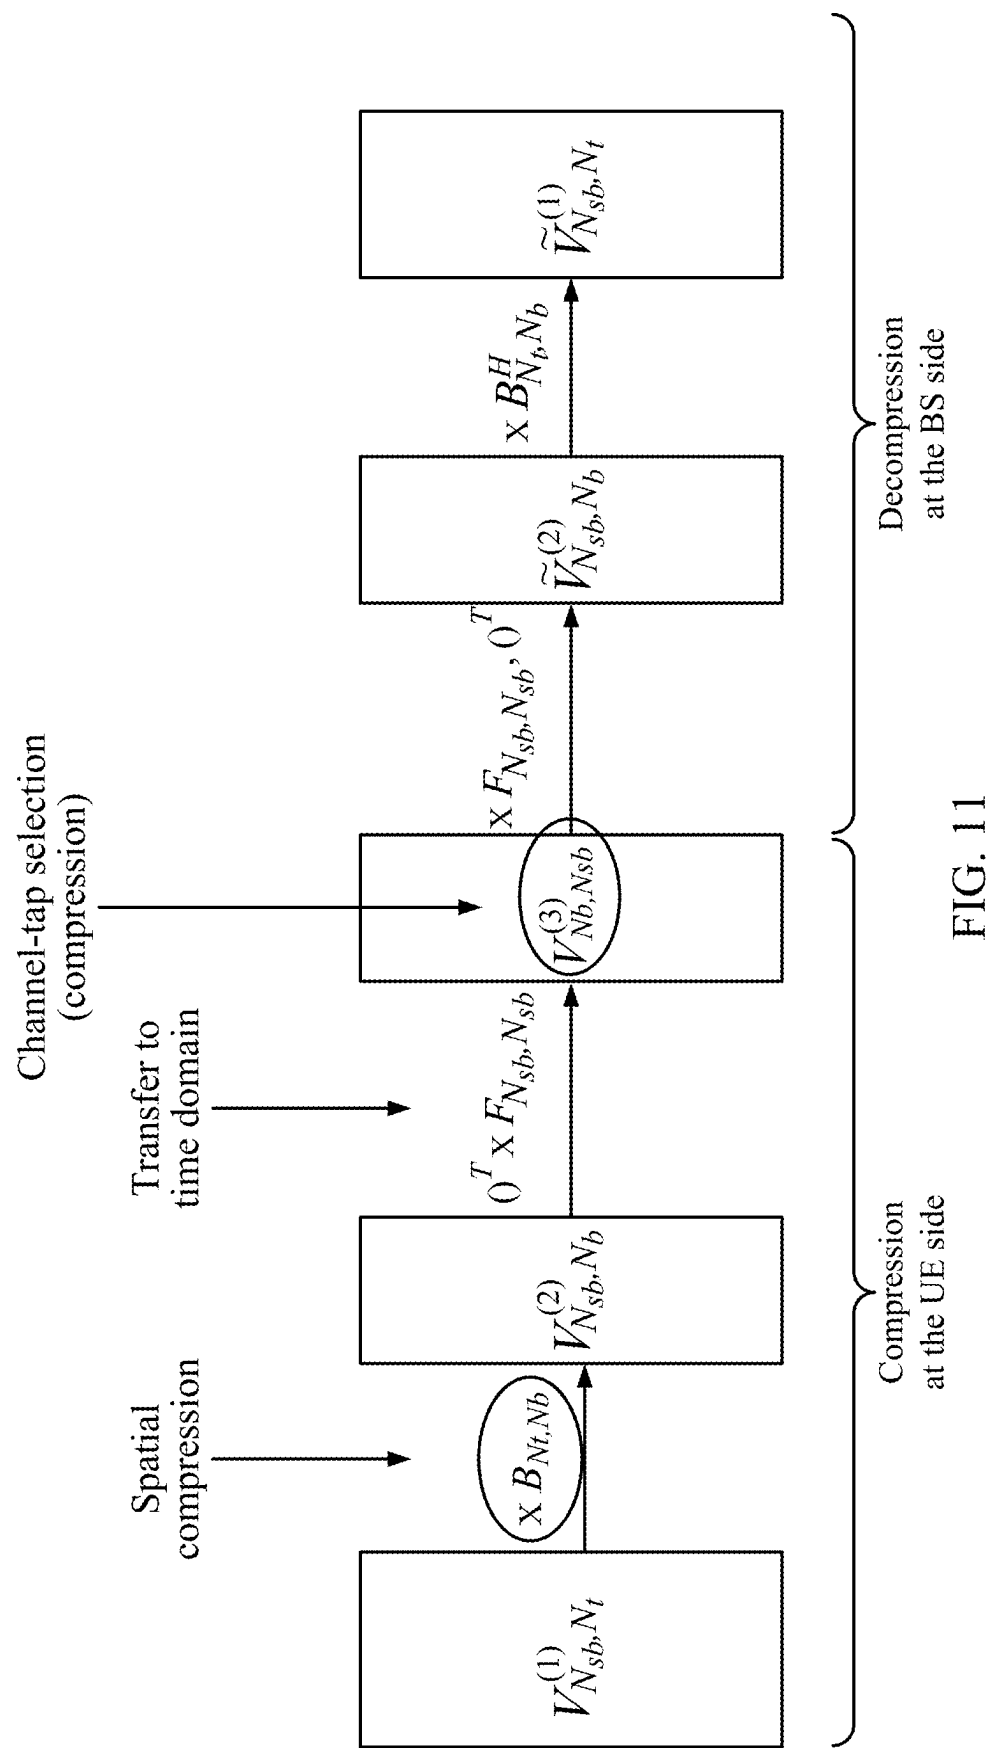 Channel-tap selection
(compression)
Spatial
compression
Transfer to
time domain
V^{(1)}_{N_{sb},N_t}
x B_{Nt,Nb}
V^{(2)}_{N_{sb},N_b}
()^T x F_{N_{sb},N_{sb}}
V^{(3)}_{Nb,Nsb}
x F_{N_{sb},N_{sb}}, ()^T
\tilde{V}^{(2)}_{N_{sb},N_b}
x B^H_{N_t,N_b}
\tilde{V}^{(1)}_{N_{sb},N_t}
Compression
at the UE side
Decompression
at the BS side
FIG. 11